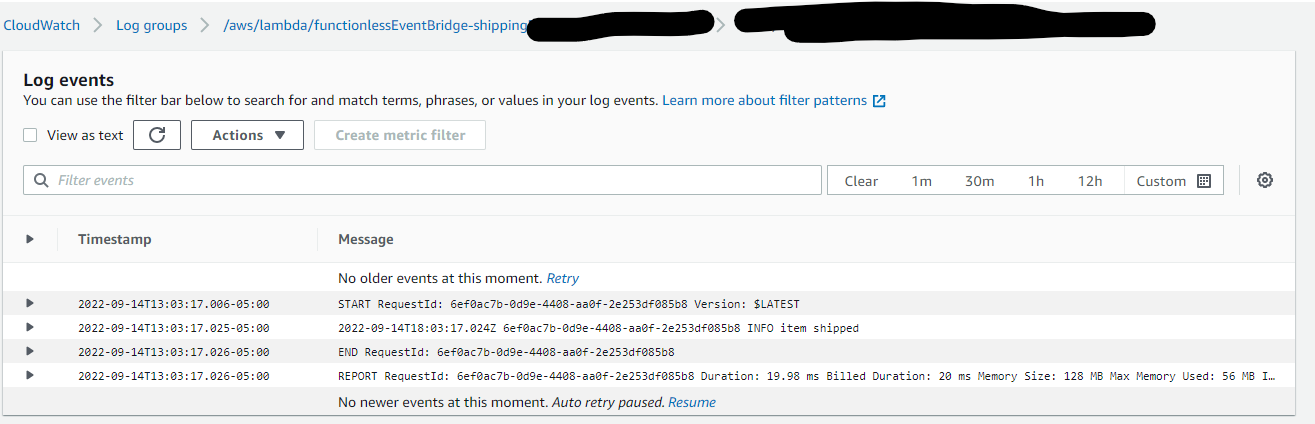 CloudWatch > Log groups > /aws/lambda/functionlessEventBridge-shipping >
Log events
You can use the filter bar below to search for and match terms, phrases, or values in your log events. Learn more about filter patterns
View as text Actions Create metric filter
Filter events Clear 1m 30m 1h 12h Custom
Timestamp Message
No older events at this moment. Retry
2022-09-14T13:03:17.006-05:00 START RequestId: 6ef0ac7b-0d9e-4408-aa0f-2e253df085b8 Version: $LATEST
2022-09-14T13:03:17.025-05:00 2022-09-14T18:03:17.024Z 6ef0ac7b-0d9e-4408-aa0f-2e253df085b8 INFO item shipped
2022-09-14T13:03:17.026-05:00 END RequestId: 6ef0ac7b-0d9e-4408-aa0f-2e253df085b8
2022-09-14T13:03:17.026-05:00 REPORT RequestId: 6ef0ac7b-0d9e-4408-aa0f-2e253df085b8 Duration: 19.98 ms Billed Duration: 20 ms Memory Size: 128 MB Max Memory Used: 56 MB I…
No newer events at this moment. Auto retry paused. Resume